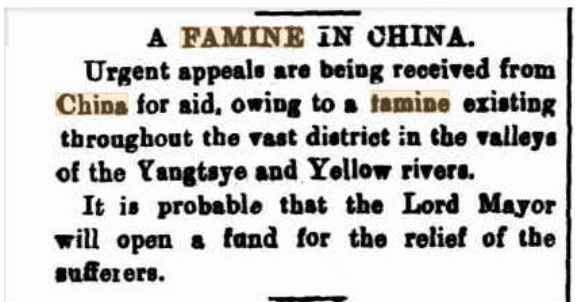 A FAMINE IN CHINA.
Urgent appeals are being received from
China for aid, owing to a famine existing
throughout the vast district in the valleys
of the Yangtsye and Yellow rivers.
It is probable that the Lord Mayor
will open a fund for the relief of the
sufferers.